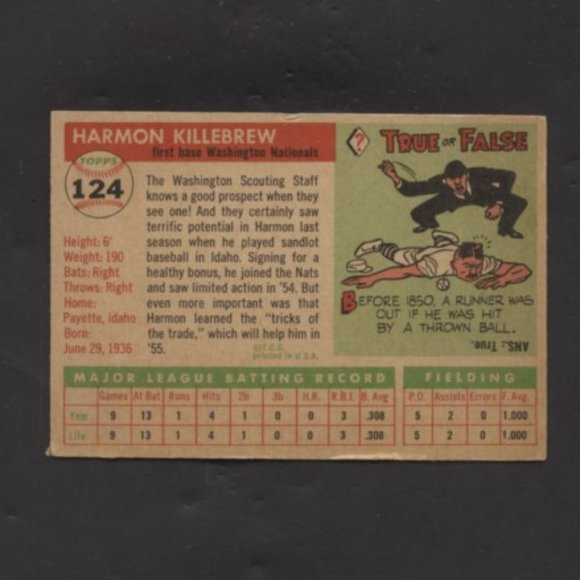 HARMON KILLEBREW
first base Washington Nationals
TOPPS
124
Height: 6'
Weight: 190
Bats: Right
Throws: Right
Home:
Payette, Idaho
Born:
June 29, 1936
The Washington Scouting Staff
knows a good prospect when they
see one! And they certainly saw
terrific potential in Harmon last
season when he played sandlot
baseball in Idaho. Signing for a
healthy bonus, he joined the Nats
and saw limited action in '54. But
even more important was that
Harmon learned the "tricks of
the trade," which will help him in
'55.
©T.C.G.
printed in U.S.A.
?
TRUE OR FALSE
BEFORE 1850, A RUNNER WAS
OUT IF HE WAS HIT
BY A THROWN BALL.
ANS.: True.
MAJOR LEAGUE BATTING RECORD FIELDING
Games At Bat Runs Hits 2b 3b H.R. R.B.I. B. Avg P.O. Assists Errors F. Avg.
Year 9 13 1 4 1 0 0 3 .308 5 2 0 1.000
Life 9 13 1 4 1 0 0 3 .308 5 2 0 1.000